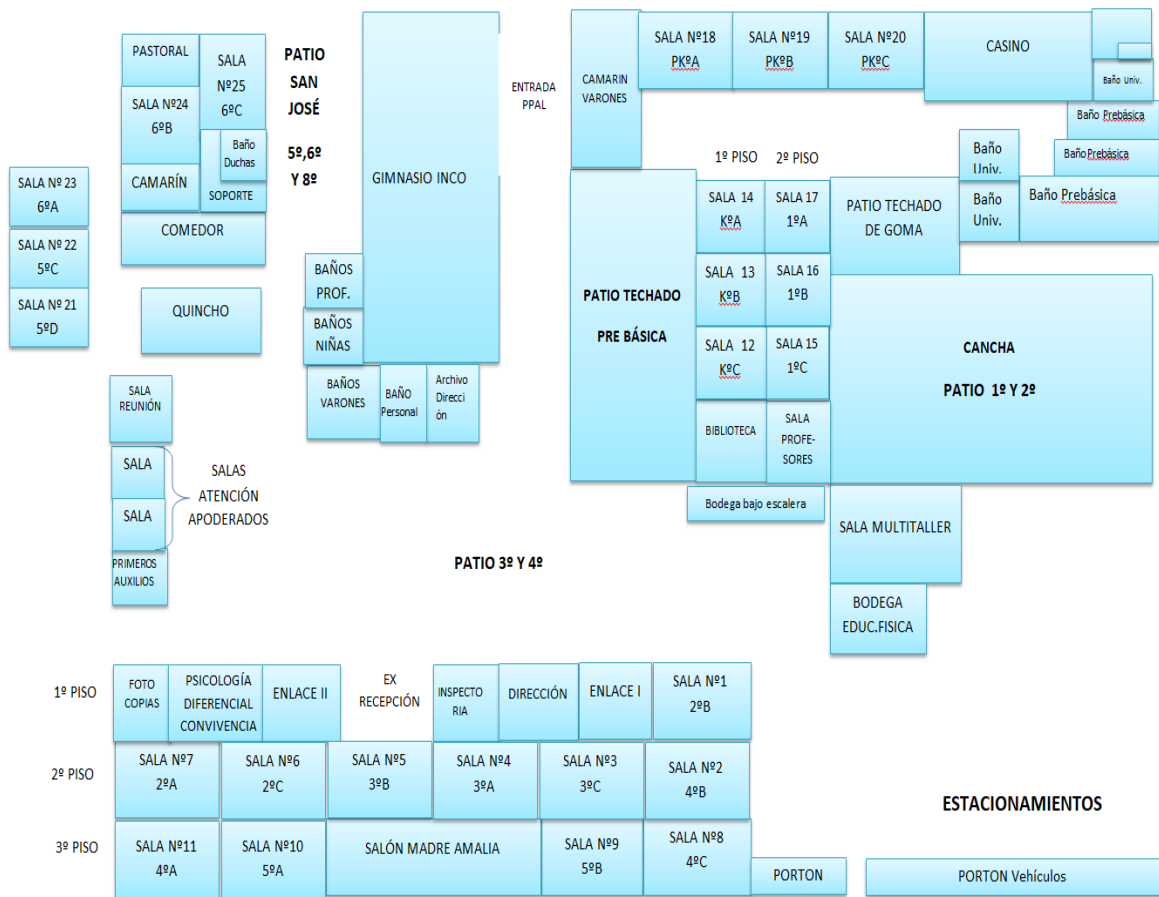 PASTORAL
SALA
Nº25
6ºC
SALA Nº24
6ºB
Baño
Duchas
CAMARÍN
SOPORTE
COMEDOR
PATIO
SAN
JOSÉ
5º,6º
Y 8º
SALA Nº 23
6ºA
SALA Nº 22
5ºC
SALA Nº 21
5ºD
QUINCHO
GIMNASIO INCO
BAÑOS
PROF.
BAÑOS
NIÑAS
BAÑOS
VARONES
BAÑO
Personal
Archivo
Direcci
ón
ENTRADA
PPAL
CAMARIN
VARONES
SALA Nº18
PKºA
SALA Nº19
PKºB
SALA Nº20
PKºC
CASINO
Baño Univ.
Baño Prebásica
Baño Prebásica
Baño Prebásica
Baño
Univ.
Baño
Univ.
1º PISO
2º PISO
PATIO TECHADO
PRE BÁSICA
SALA 14
KºA
SALA 17
1ºA
SALA 13
KºB
SALA 16
1ºB
SALA 12
KºC
SALA 15
1ºC
BIBLIOTECA
SALA
PROFE-
SORES
PATIO TECHADO
DE GOMA
CANCHA
PATIO 1º Y 2º
Bodega bajo escalera
SALA MULTITALLER
BODEGA
EDUC.FISICA
SALA
REUNIÓN
SALA
SALA
SALAS
ATENCIÓN
APODERADOS
PRIMEROS
AUXILIOS
PATIO 3º Y 4º
1º PISO
FOTO
COPIAS
PSICOLOGÍA
DIFERENCIAL
CONVIVENCIA
ENLACE II
EX
RECEPCIÓN
INSPECTO
RIA
DIRECCIÓN
ENLACE I
SALA Nº1
2ºB
2º PISO
SALA Nº7
2ºA
SALA Nº6
2ºC
SALA Nº5
3ºB
SALA Nº4
3ºA
SALA Nº3
3ºC
SALA Nº2
4ºB
3º PISO
SALA Nº11
4ºA
SALA Nº10
5ºA
SALÓN MADRE AMALIA
SALA Nº9
5ºB
SALA Nº8
4ºC
ESTACIONAMIENTOS
PORTON
PORTON Vehículos